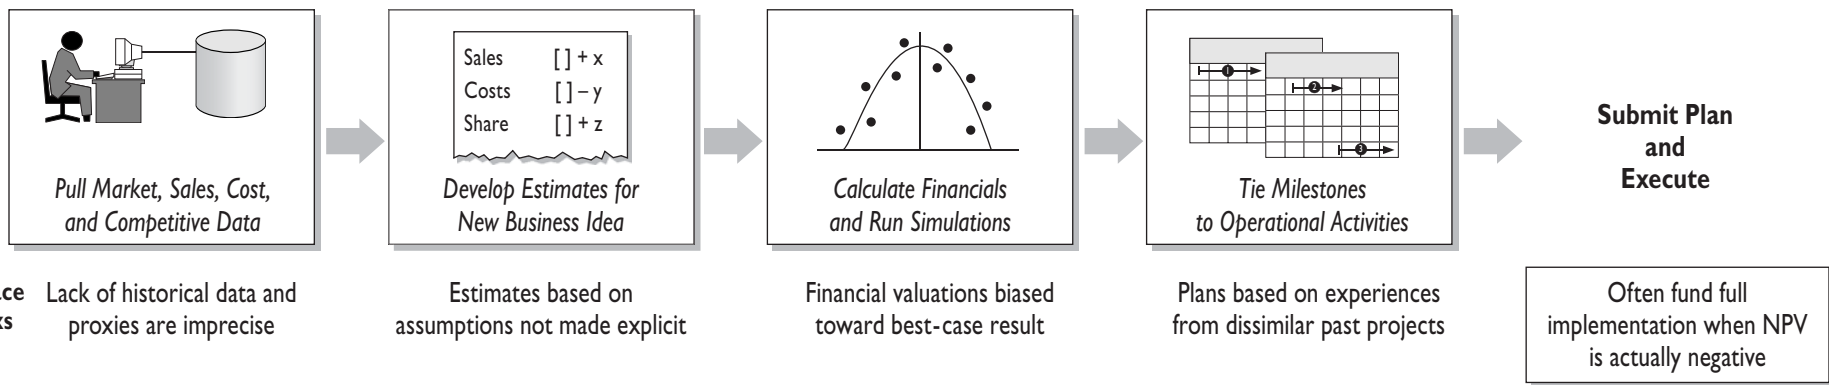 Sales [ ] + x
Costs [ ] – y
Share [ ] + z
Pull Market, Sales, Cost,
and Competitive Data
Develop Estimates for
New Business Idea
Calculate Financials
and Run Simulations
1
2
3
Tie Milestones
to Operational Activities
Submit Plan
and
Execute
Lack of historical data and
proxies are imprecise
Estimates based on
assumptions not made explicit
Financial valuations biased
toward best-case result
Plans based on experiences
from dissimilar past projects
Often fund full
implementation when NPV
is actually negative